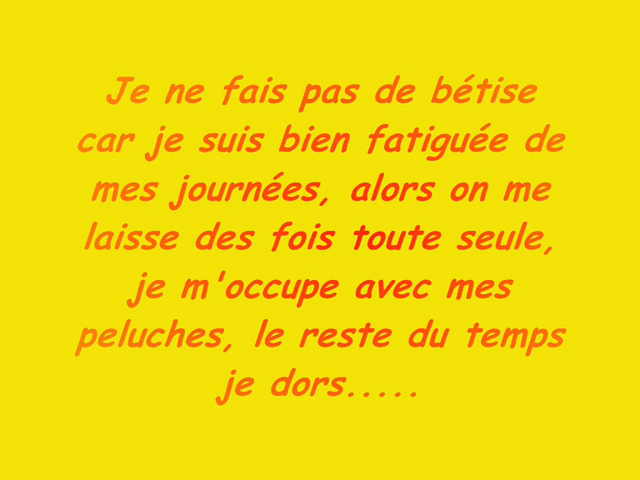 Je ne fais pas de bétise
car je suis bien fatiguée de
mes journées, alors on me
laisse des fois toute seule,
je m'occupe avec mes
peluches, le reste du temps
je dors.....